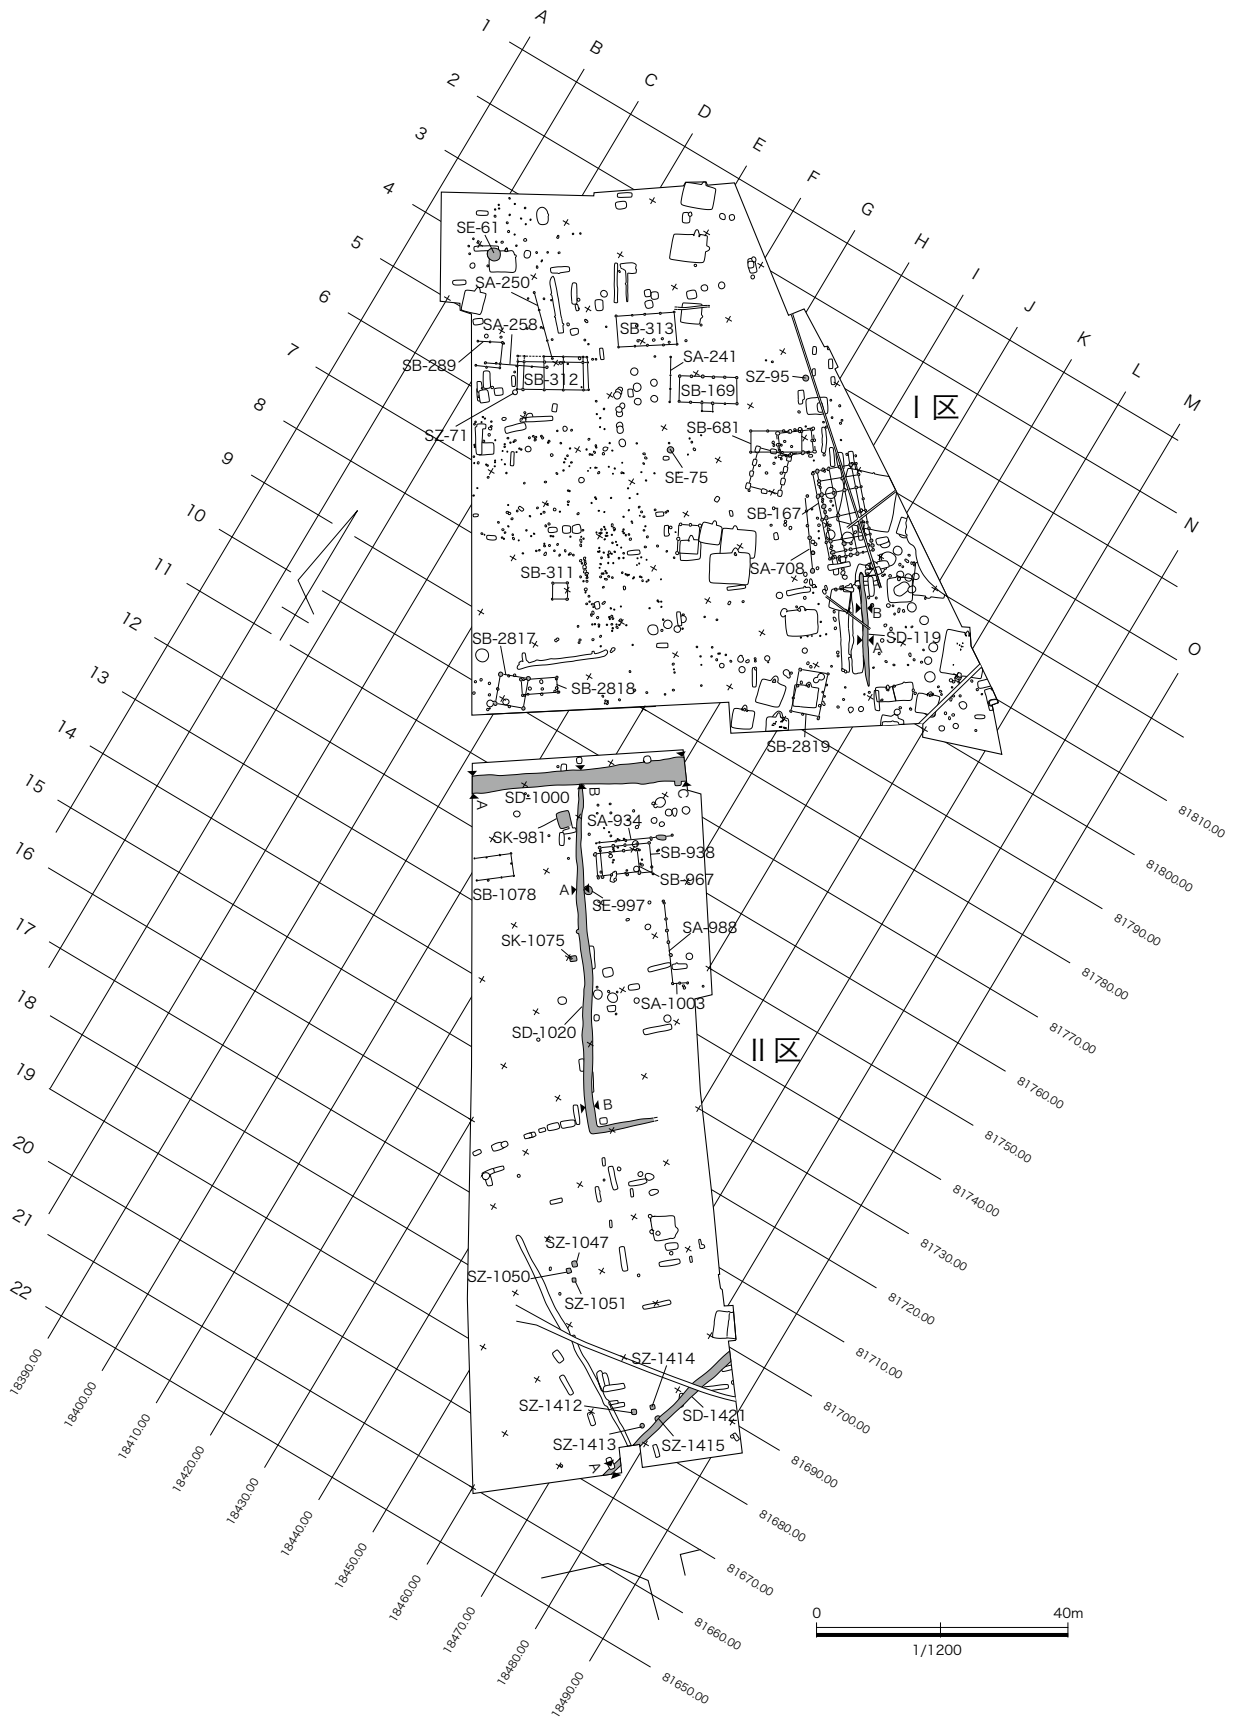 A
B
C
D
E
F
G
H
I
J
K
L
M
N
O
1
2
3
4
5
6
7
8
9
10
11
12
13
14
15
16
17
18
19
20
21
22
SE-61
SA-250
SA-258
SB-313
SB-289
SB-312
SA-241
SB-169
SZ-95
I 区
SZ-71
SB-681
SE-75
SB-167
SB-311
SA-708
B
SD-119
A
SB-2817
SB-2818
SB-2819
SD-1000
A
B
C
SA-934
SK-981
SB-938
SB-967
SB-1078
A
SE-997
SA-988
SK-1075
SA-1003
SD-1020
II 区
B
SZ-1047
SZ-1050
SZ-1051
SZ-1414
SZ-1412
SD-1421
SZ-1413
SZ-1415
A
81810.00
81800.00
81790.00
81780.00
81770.00
81760.00
81750.00
81740.00
81730.00
81720.00
81710.00
81700.00
81690.00
81680.00
81670.00
81660.00
81650.00
18390.00
18400.00
18410.00
18420.00
18430.00
18440.00
18450.00
18460.00
18470.00
18480.00
18490.00
0 40m
1/1200